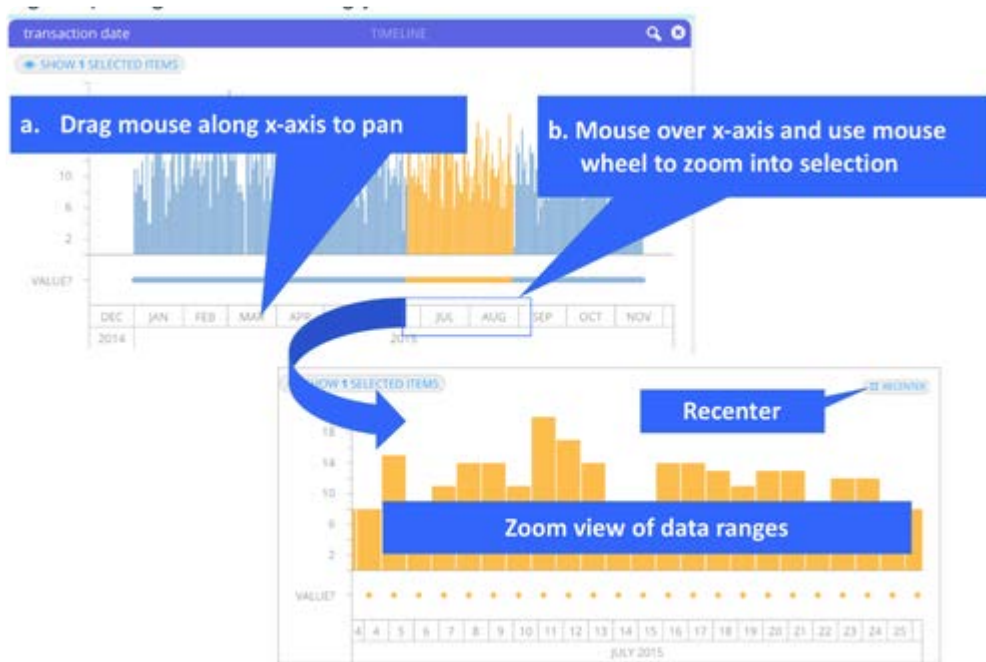 transaction date TIMELINE
SHOW 1 SELECTED ITEMS
a. Drag mouse along x-axis to pan
b. Mouse over x-axis and use mouse
wheel to zoom into selection
10
6
2
VALUE?
DEC JAN FEB MAR APR JUL AUG SEP OCT NOV
2014 2015
SHOW 1 SELECTED ITEMS RECENTER
Recenter
18
14
10
6
2
Zoom view of data ranges
VALUE?
4 4 5 6 7 8 9 10 11 12 13 14 15 16 17 18 19 20 21 22 23 24 25
JULY 2015